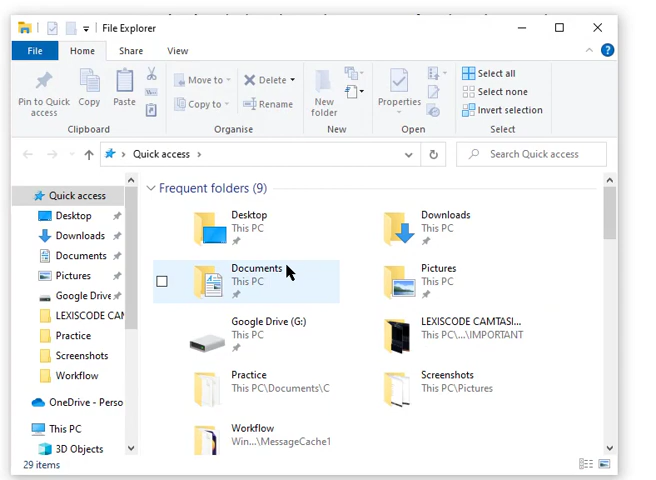 File Explorer
File
Home
Share
View
Pin to Quick access
Copy
Paste
Clipboard
Move to
Copy to
Delete
Rename
Organise
New folder
New
Properties
Open
Select all
Select none
Invert selection
Select
Quick access
Search Quick access
Quick access
Desktop
Downloads
Documents
Pictures
Google Drive
LEXISCODE CAM
Practice
Screenshots
Workflow
OneDrive - Perso
This PC
3D Objects
Frequent folders (9)
Desktop
This PC
Downloads
This PC
Documents
This PC
Pictures
This PC
Google Drive (G:)
This PC
LEXISCODE CAMTASI...
This PC\...\IMPORTANT
Practice
This PC\Documents\C
Screenshots
This PC\Pictures
Workflow
Win...\MessageCache1
29 items